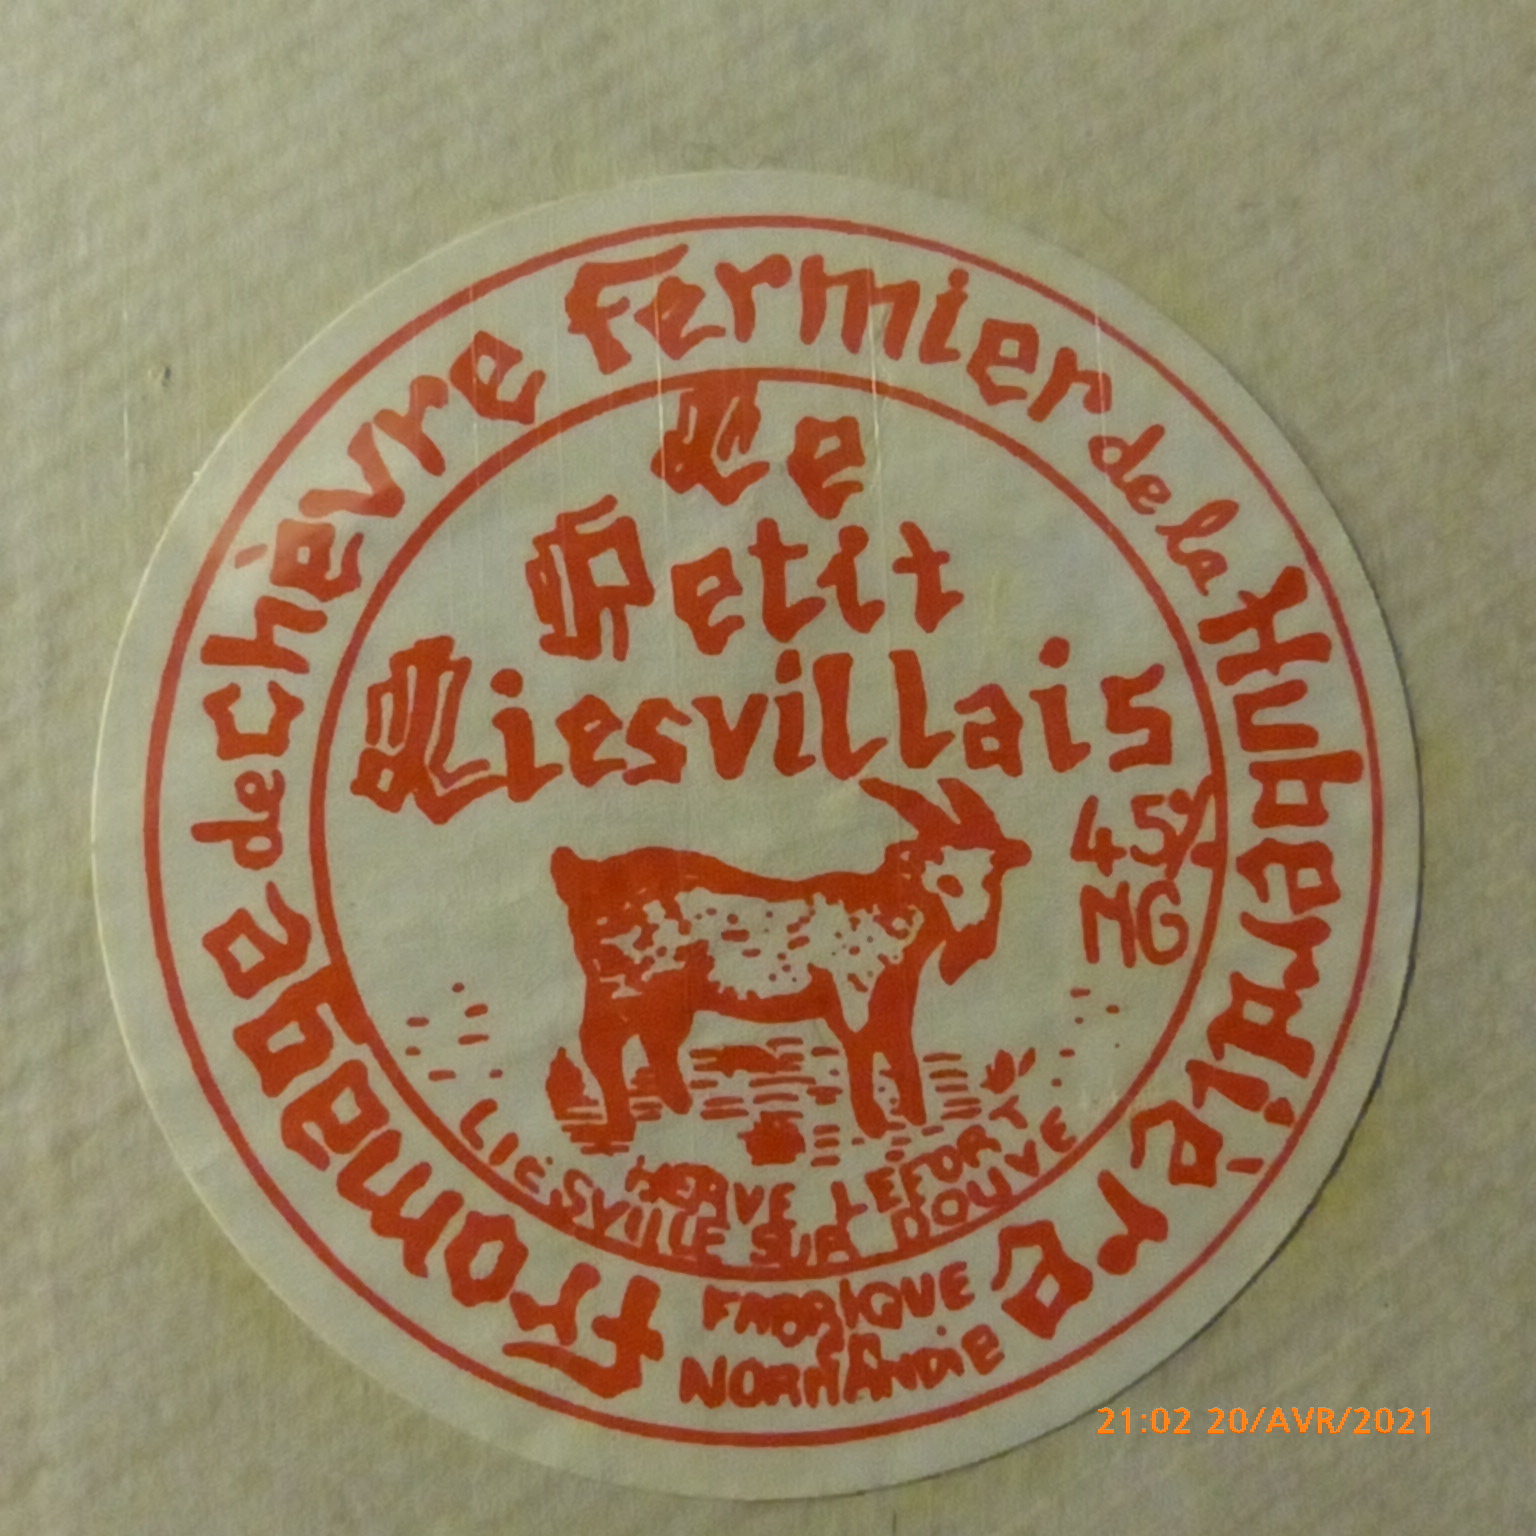 Fromage de chèvre Fermier de la Huberdière
Le
Petit
Liesvillais
45%
MG
HERVE LEFORT
LIESVILLE SUR DOUVE
FABRIQUE
EN
NORMANDIE
21:02 20/AVR/2021